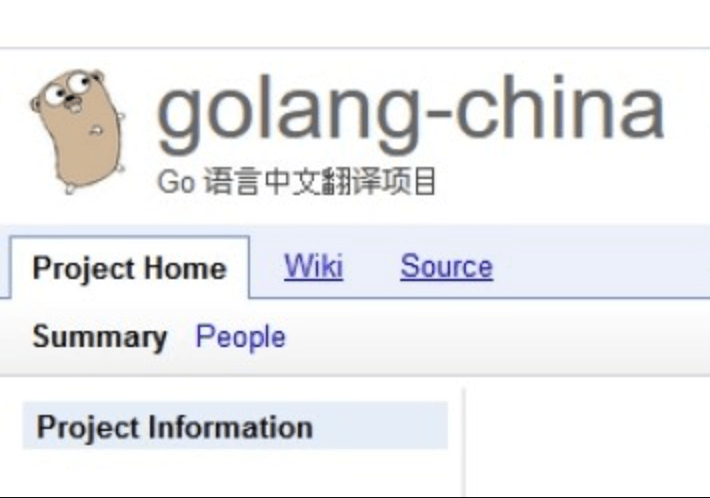 golang-china
Go 语言中文翻译项目
Project Home Wiki Source
Summary People
Project Information